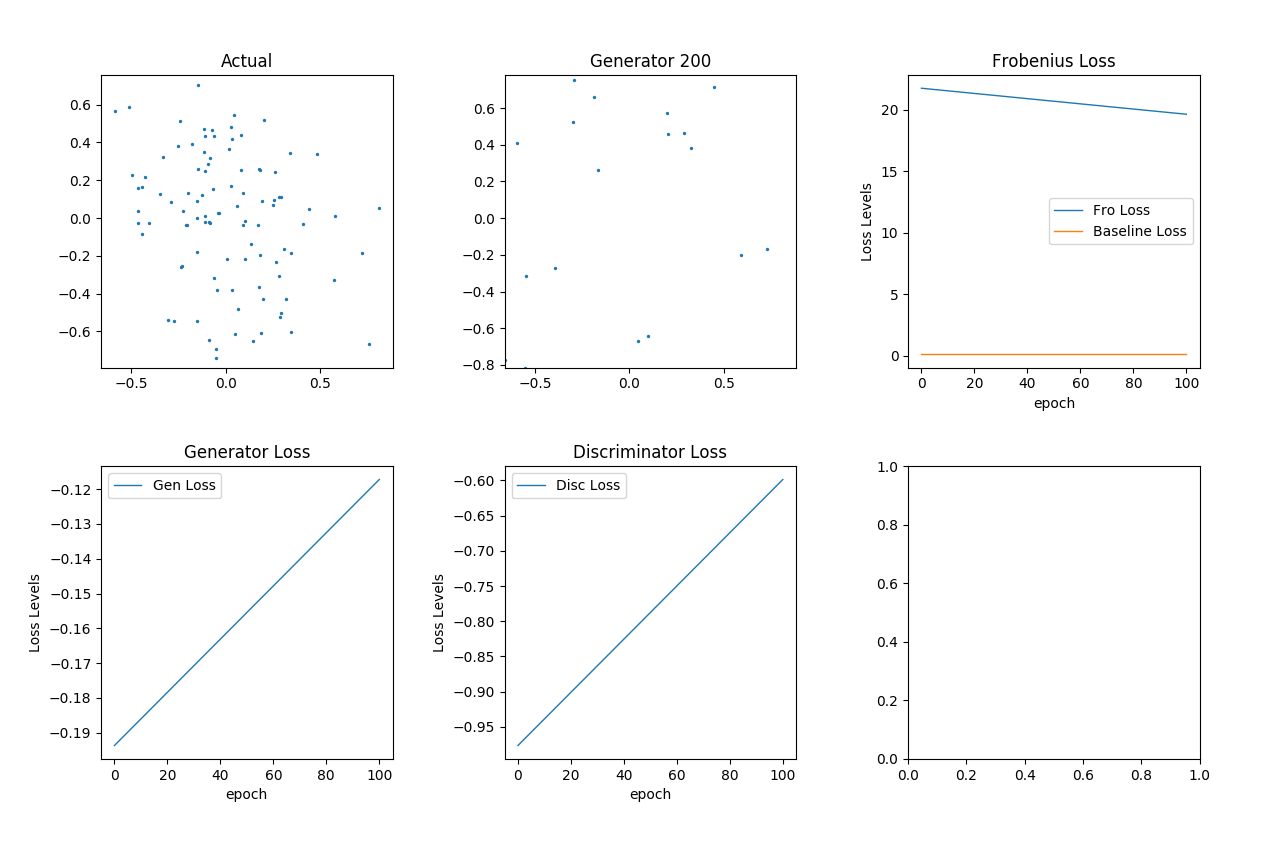 Actual
0.6
0.4
0.2
0.0
−0.2
−0.4
−0.6
−0.5 0.0 0.5
Generator 200
0.6
0.4
0.2
0.0
−0.2
−0.4
−0.6
−0.8
−0.5 0.0 0.5
Frobenius Loss
Loss Levels
20
15
10
5
0
Fro Loss
Baseline Loss
0 20 40 60 80 100
epoch
Generator Loss
Loss Levels
−0.12
−0.13
−0.14
−0.15
−0.16
−0.17
−0.18
−0.19
Gen Loss
0 20 40 60 80 100
epoch
Discriminator Loss
Loss Levels
−0.60
−0.65
−0.70
−0.75
−0.80
−0.85
−0.90
−0.95
Disc Loss
0 20 40 60 80 100
epoch
1.0
0.8
0.6
0.4
0.2
0.0
0.0 0.2 0.4 0.6 0.8 1.0